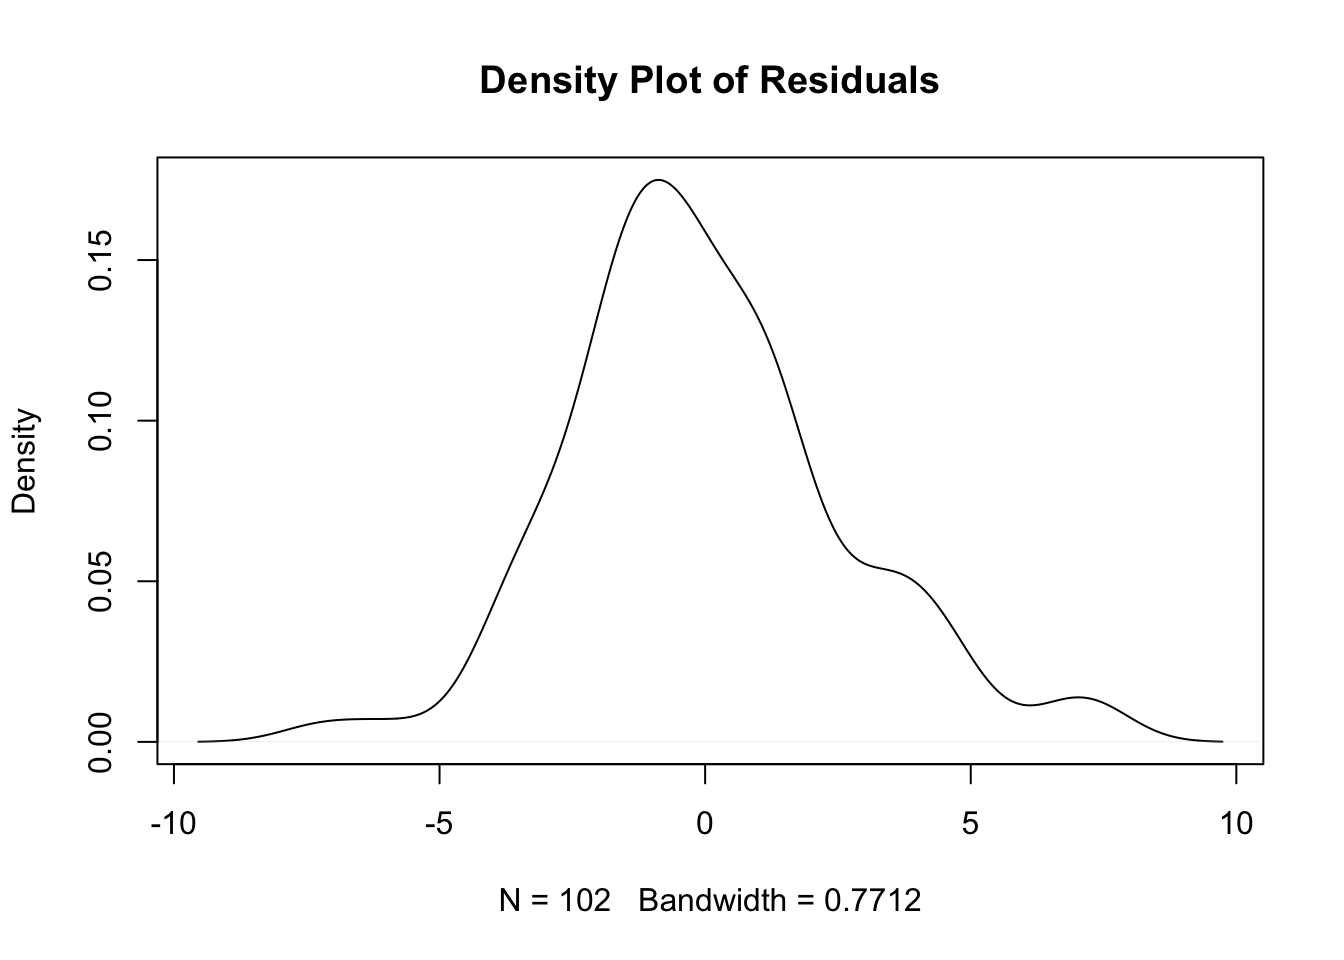 Density Plot of Residuals
Density
0.15
0.10
0.05
0.00
-10 -5 0 5 10
N = 102 Bandwidth = 0.7712